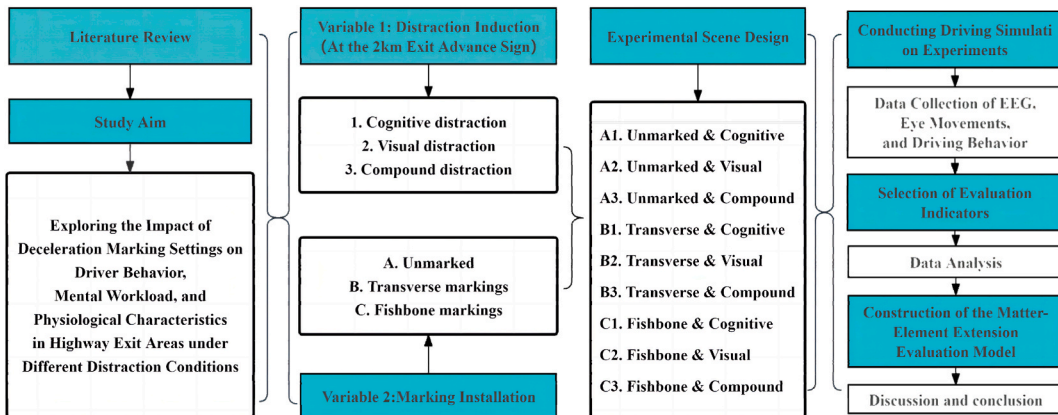 Literature Review
Study Aim
Exploring the Impact of
Deceleration Marking Settings on
Driver Behavior,
Mental Workload, and
Physiological Characteristics
in Highway Exit Areas under
Different Distraction Conditions
Variable 1: Distraction Induction
(At the 2km Exit Advance Sign)
1. Cognitive distraction
2. Visual distraction
3. Compound distraction
A. Unmarked
B. Transverse markings
C. Fishbone markings
Variable 2:Marking Installation
Experimental Scene Design
A1. Unmarked & Cognitive
A2. Unmarked & Visual
A3. Unmarked & Compound
B1. Transverse & Cognitive
B2. Transverse & Visual
B3. Transverse & Compound
C1. Fishbone & Cognitive
C2. Fishbone & Visual
C3. Fishbone & Compound
Conducting Driving Simulati
on Experiments
Data Collection of EEG,
Eye Movements,
and Driving Behavior
Selection of Evaluation
Indicators
Data Analysis
Construction of the Matter-
Element Extension
Evaluation Model
Discussion and conclusion